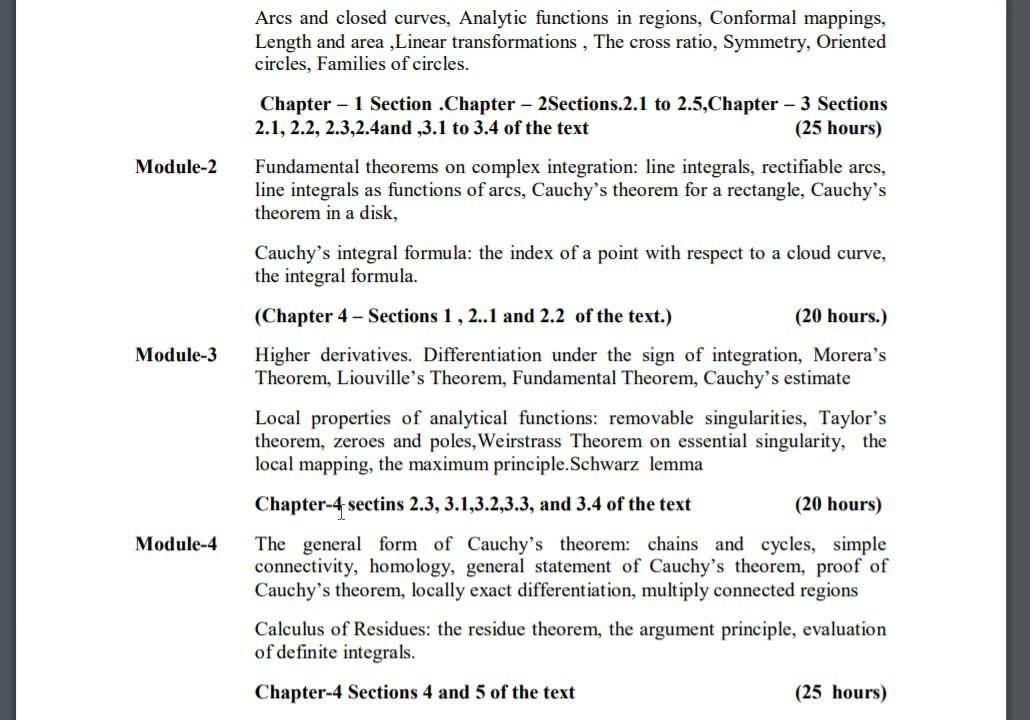 Arcs and closed curves, Analytic functions in regions, Conformal mappings,
Length and area ,Linear transformations , The cross ratio, Symmetry, Oriented
circles, Families of circles.
Chapter – 1 Section .Chapter – 2Sections.2.1 to 2.5,Chapter – 3 Sections
2.1, 2.2, 2.3,2.4and ,3.1 to 3.4 of the text (25 hours)
Module-2 Fundamental theorems on complex integration: line integrals, rectifiable arcs,
line integrals as functions of arcs, Cauchy’s theorem for a rectangle, Cauchy’s
theorem in a disk,
Cauchy’s integral formula: the index of a point with respect to a cloud curve,
the integral formula.
(Chapter 4 – Sections 1 , 2..1 and 2.2 of the text.) (20 hours.)
Module-3 Higher derivatives. Differentiation under the sign of integration, Morera’s
Theorem, Liouville’s Theorem, Fundamental Theorem, Cauchy’s estimate
Local properties of analytical functions: removable singularities, Taylor’s
theorem, zeroes and poles,Weirstrass Theorem on essential singularity, the
local mapping, the maximum principle.Schwarz lemma
Chapter-4 sectins 2.3, 3.1,3.2,3.3, and 3.4 of the text (20 hours)
Module-4 The general form of Cauchy’s theorem: chains and cycles, simple
connectivity, homology, general statement of Cauchy’s theorem, proof of
Cauchy’s theorem, locally exact differentiation, multiply connected regions
Calculus of Residues: the residue theorem, the argument principle, evaluation
of definite integrals.
Chapter-4 Sections 4 and 5 of the text (25 hours)